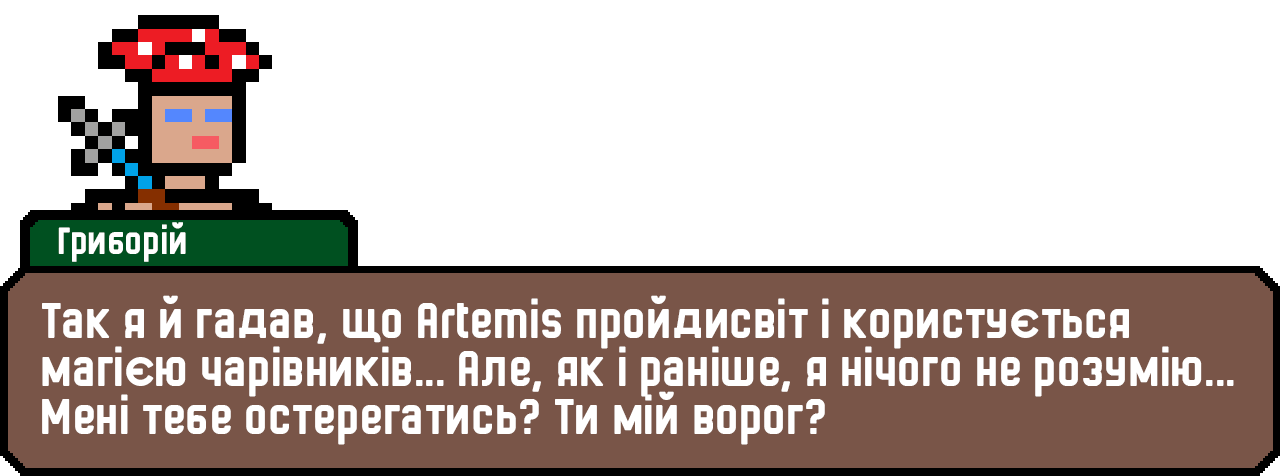 Гриборій
Так я й гадав, що Artemis пройдисвіт і користується
магією чарівників... Але, як і раніше, я нічого не розумію...
Мені тебе остерегатись? Ти мій ворог?